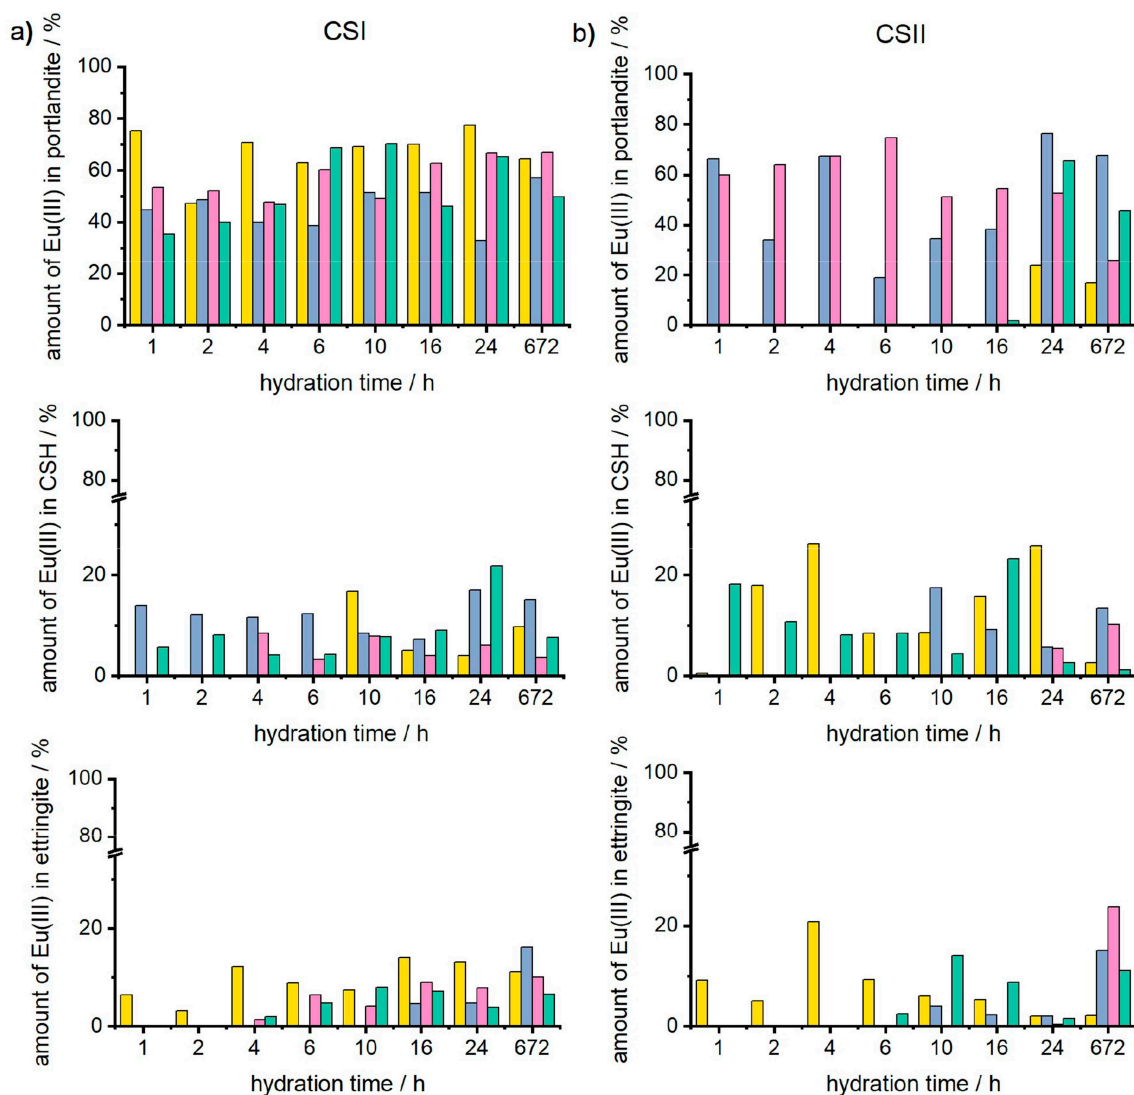 a)
CSI
amount of Eu(III) in portlandite / %
100
80
60
40
20
0
1 2 4 6 10 16 24 672
hydration time / h
amount of Eu(III) in CSH / %
100
80
20
0
1 2 4 6 10 16 24 672
hydration time / h
amount of Eu(III) in ettringite / %
100
80
20
0
1 2 4 6 10 16 24 672
hydration time / h
b)
CSII
amount of Eu(III) in portlandite / %
100
80
60
40
20
0
1 2 4 6 10 16 24 672
hydration time / h
amount of Eu(III) in CSH / %
100
80
20
0
1 2 4 6 10 16 24 672
hydration time / h
amount of Eu(III) in ettringite / %
100
80
20
0
1 2 4 6 10 16 24 672
hydration time / h